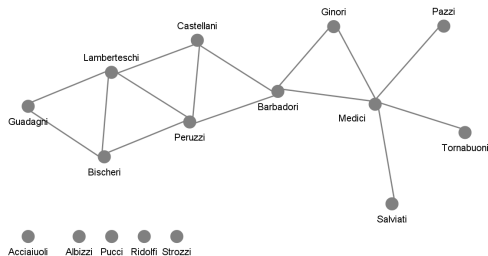 Ginori
Pazzi
Castellani
Lamberteschi
Barbadori
Medici
Guadagni
Peruzzi
Tornabuoni
Bischeri
Salviati
Acciaiuoli Albizzi Pucci Ridolfi Strozzi